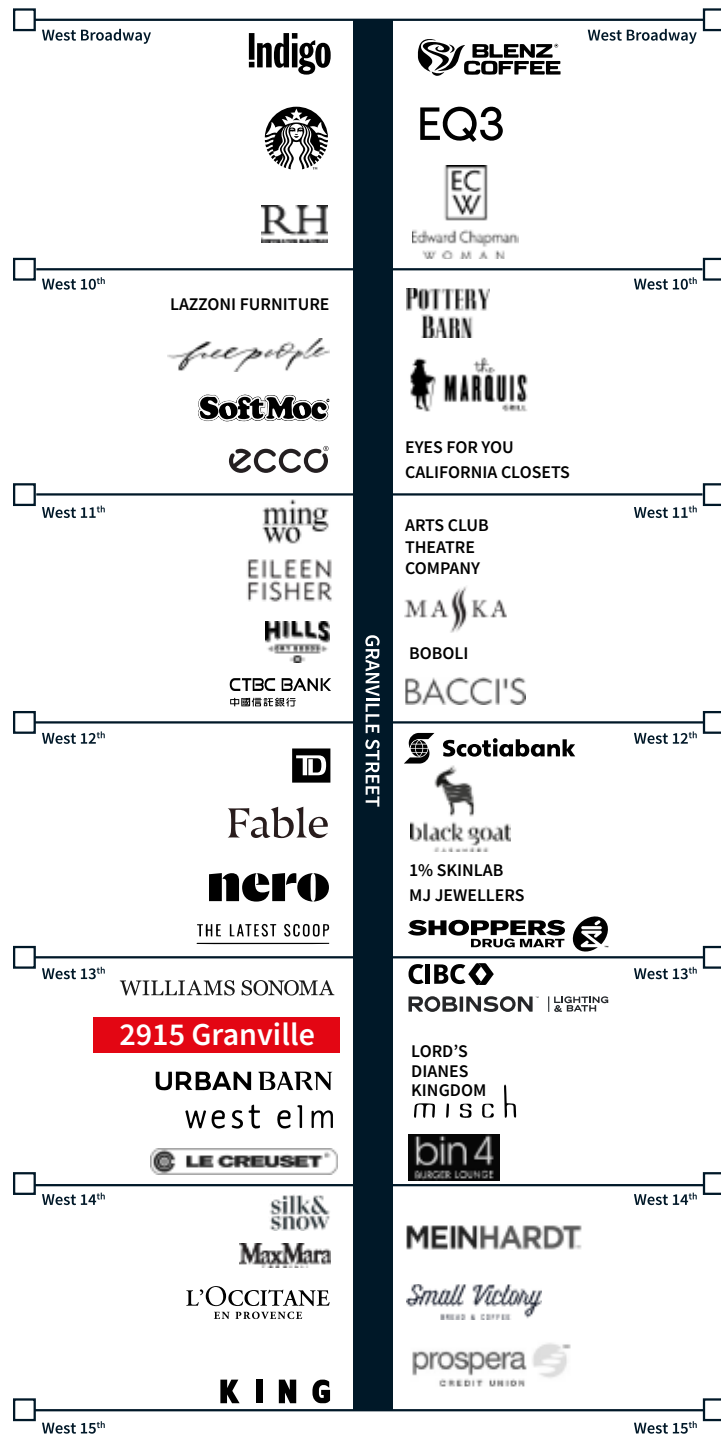 West Broadway
West Broadway
!ndigo
BLENZ
COFFEE
EQ3
RH
EC
W
Edward Chapman
WOMAN
West 10th
West 10th
LAZZONI FURNITURE
free people
SoftMoc
ecco
POTTERY
BARN
the
MARQUIS
GRILL
EYES FOR YOU
CALIFORNIA CLOSETS
West 11th
West 11th
ming
wo
EILEEN
FISHER
HILLS
DRY GOODS
CTBC BANK
中國信託銀行
ARTS CLUB
THEATRE
COMPANY
MASKA
BOBOLI
BACCI'S
GRANVILLE STREET
West 12th
West 12th
TD
Fable
nero
THE LATEST SCOOP
Scotiabank
black goat
CASHMERE
1% SKINLAB
MJ JEWELLERS
SHOPPERS
DRUG MART
West 13th
West 13th
WILLIAMS SONOMA
2915 Granville
URBAN BARN
west elm
LE CREUSET
CIBC
ROBINSON LIGHTING
& BATH
LORD'S
DIANES
KINGDOM
misch
bin 4
BURGER LOUNGE
West 14th
West 14th
silk&
snow
MaxMara
L'OCCITANE
EN PROVENCE
KING
MEINHARDT
Small Victory
BREAD & COFFEE
prospera
CREDIT UNION
West 15th
West 15th